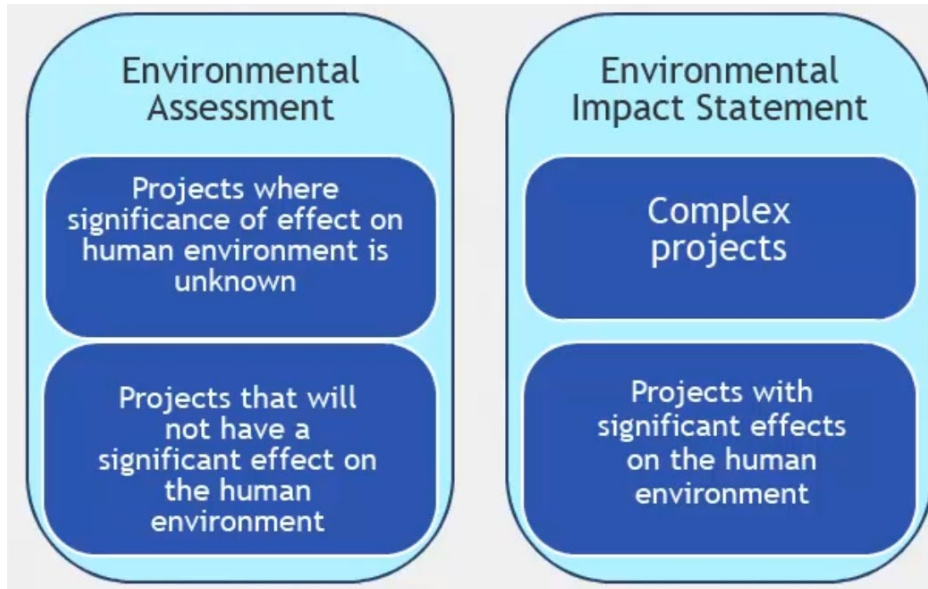 Environmental
Assessment
Projects where
significance of effect on
human environment is
unknown
Projects that will
not have a
significant effect on
the human
environment
Environmental
Impact Statement
Complex
projects
Projects with
significant effects
on the human
environment